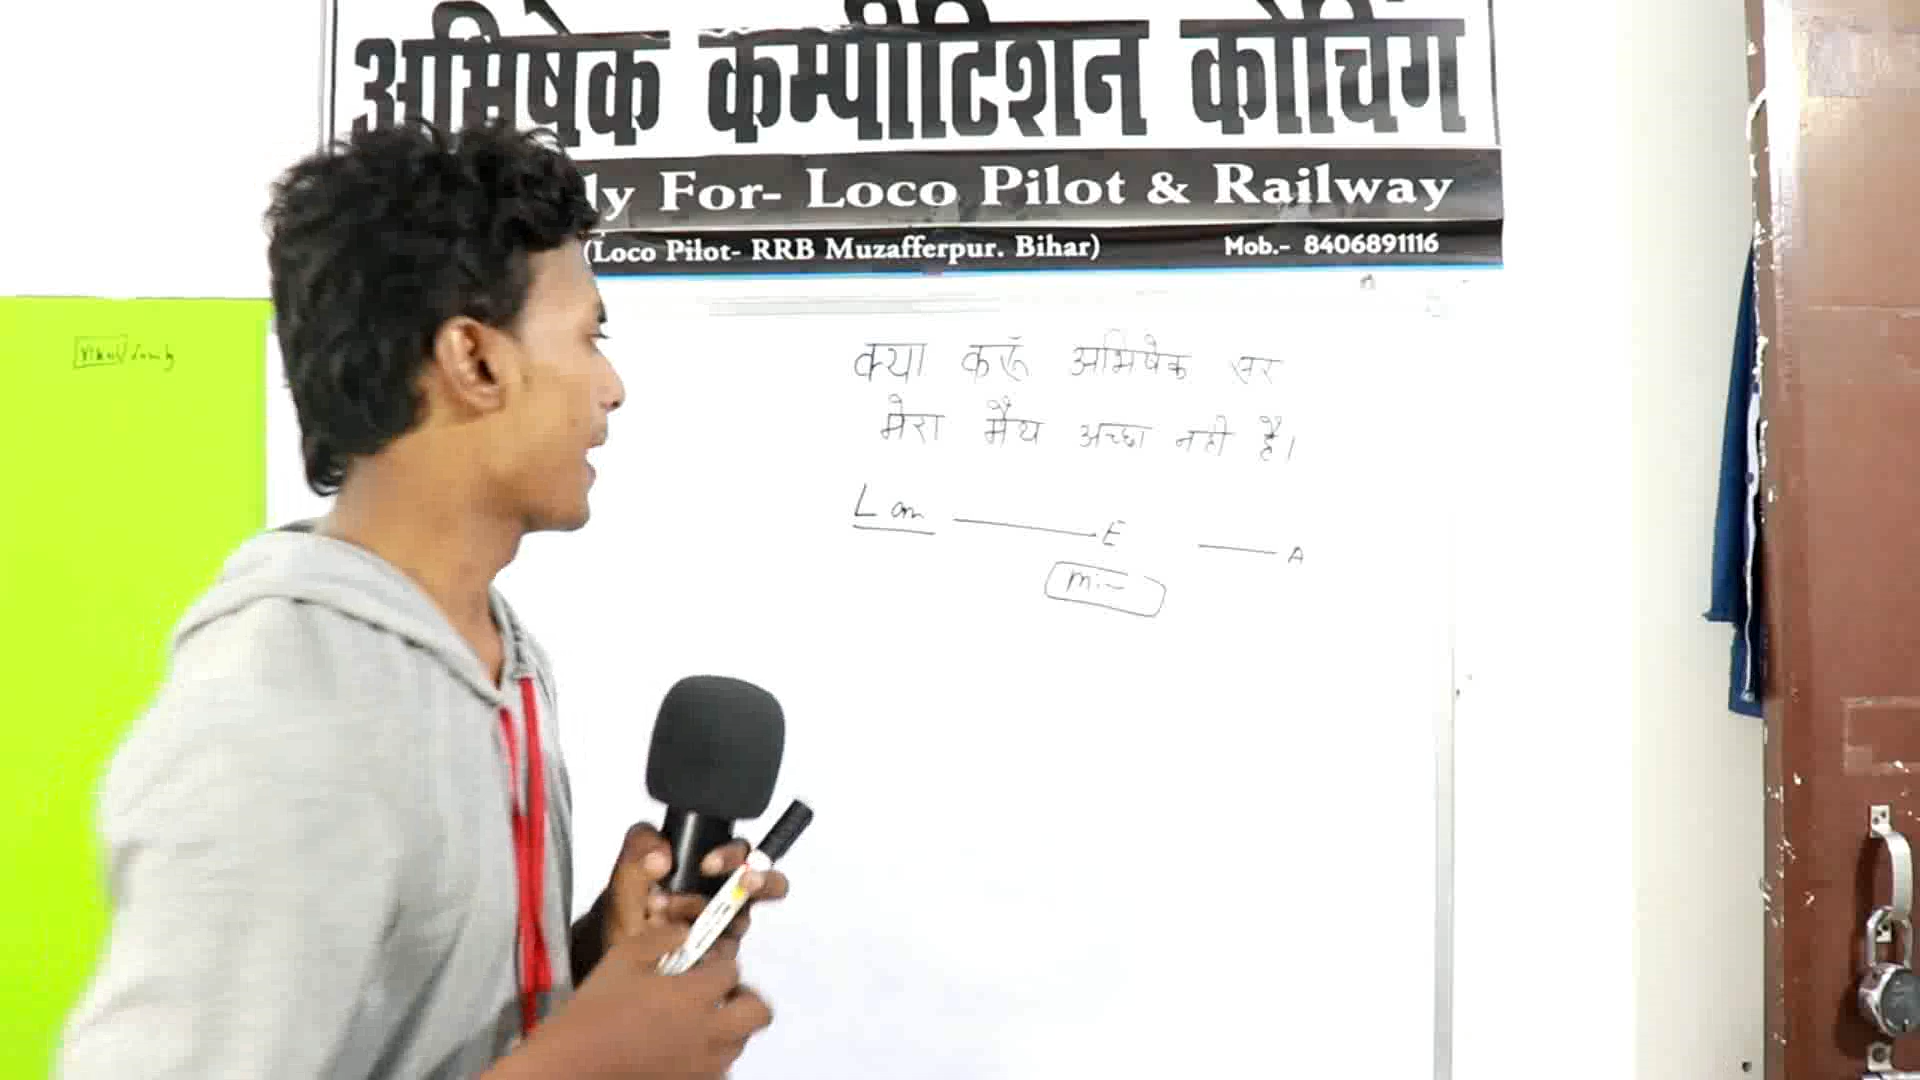 अभिषेक कम्पीटिशन कोचिंग
ly For- Loco Pilot & Railway
(Loco Pilot- RRB Muzafferpur. Bihar) Mob.- 8406891116
क्या करूँ अभिषेक सर
मेरा मैथ अच्छा नहीं है।
L on E A